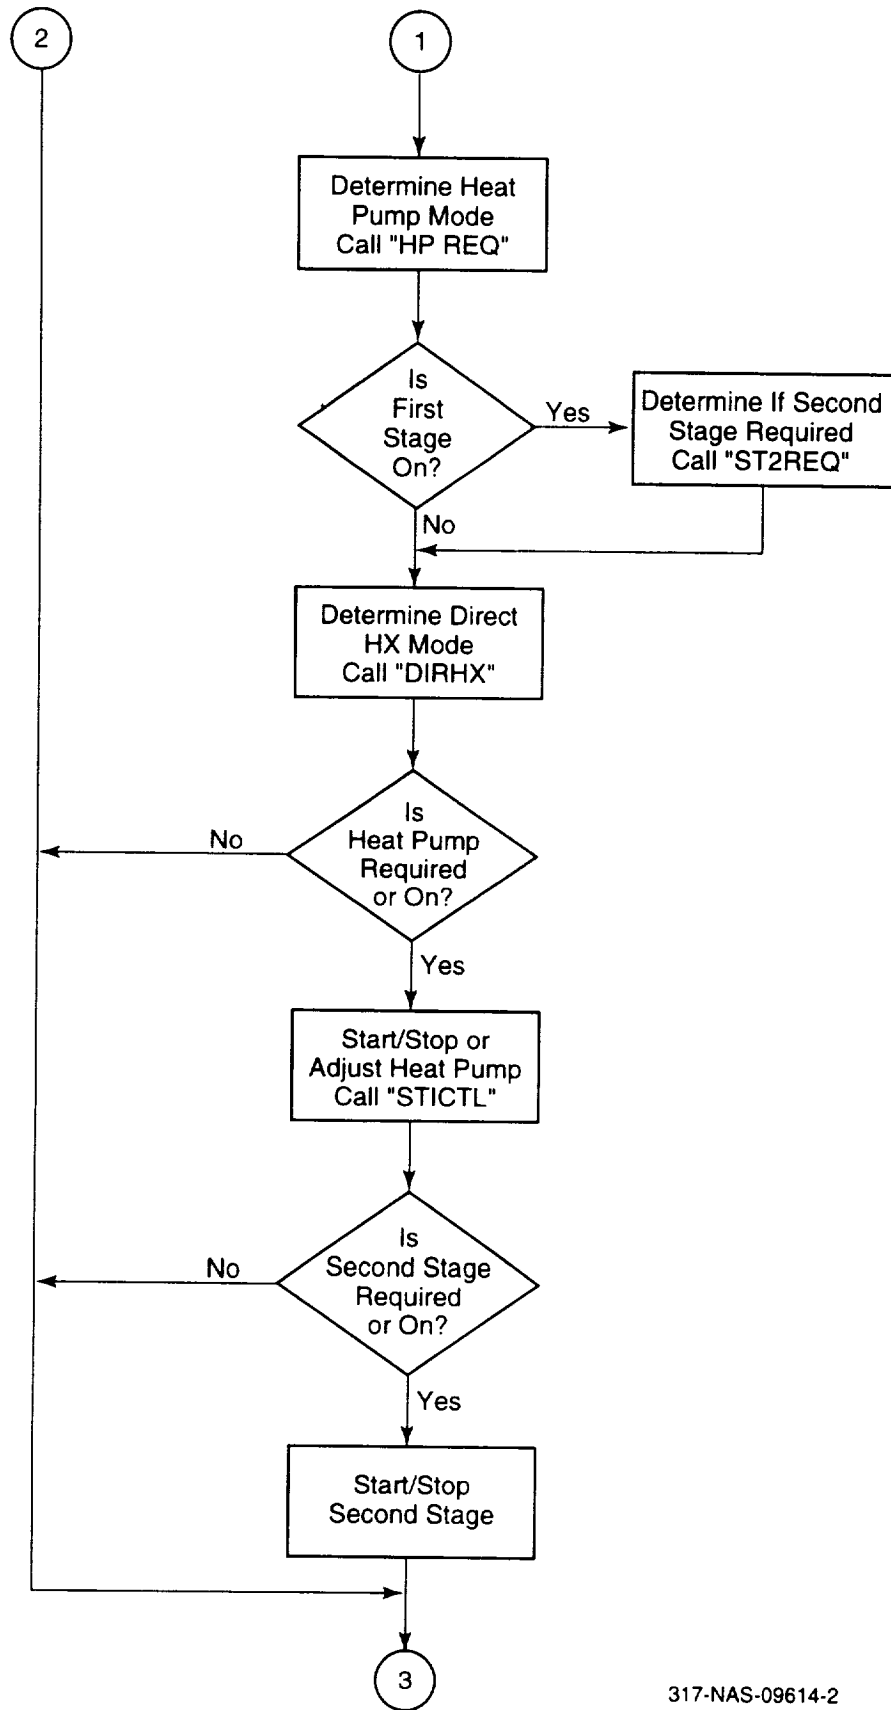 2
1
Determine Heat
Pump Mode
Call "HP REQ"
Is
First
Stage
On?
Yes
Determine If Second
Stage Required
Call "ST2REQ"
No
Determine Direct
HX Mode
Call "DIRHX"
Is
Heat Pump
Required
or On?
No
Yes
Start/Stop or
Adjust Heat Pump
Call "STICTL"
Is
Second Stage
Required
or On?
No
Yes
Start/Stop
Second Stage
3
317-NAS-09614-2